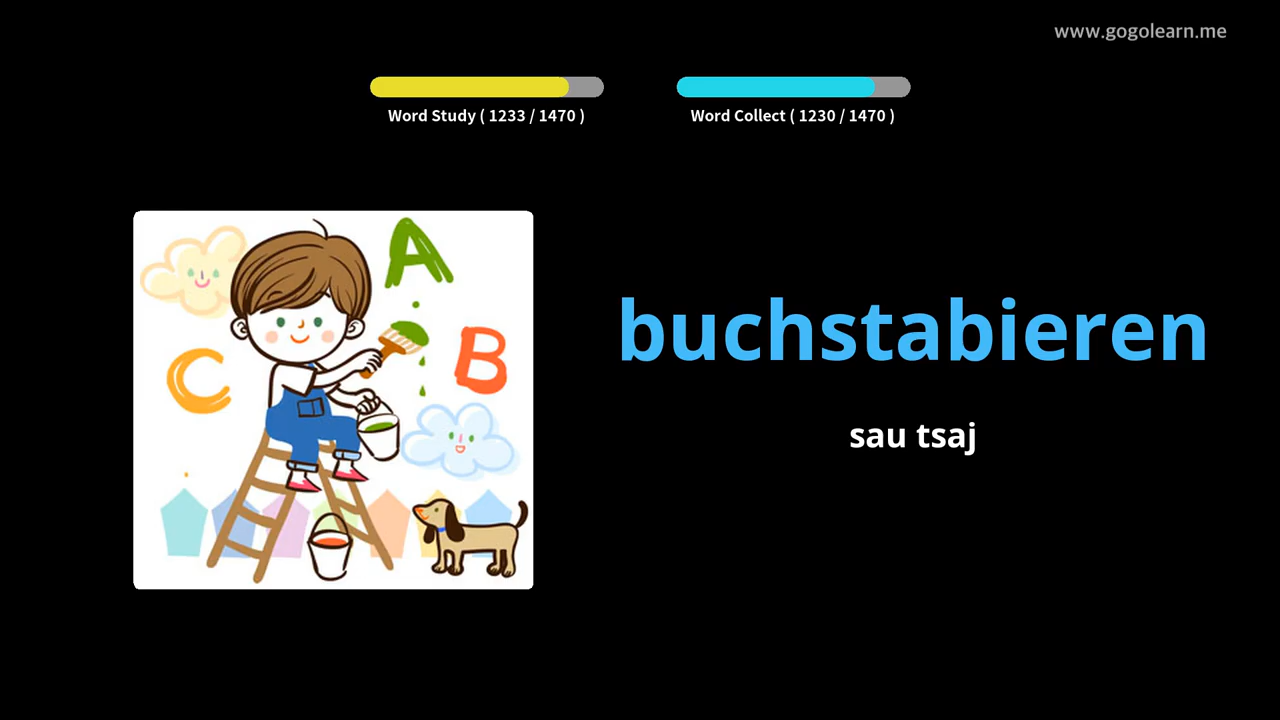 www.gogolearn.me
Word Study ( 1233 / 1470 )
Word Collect ( 1230 / 1470 )
A
B
C
buchstabieren
sau tsaj